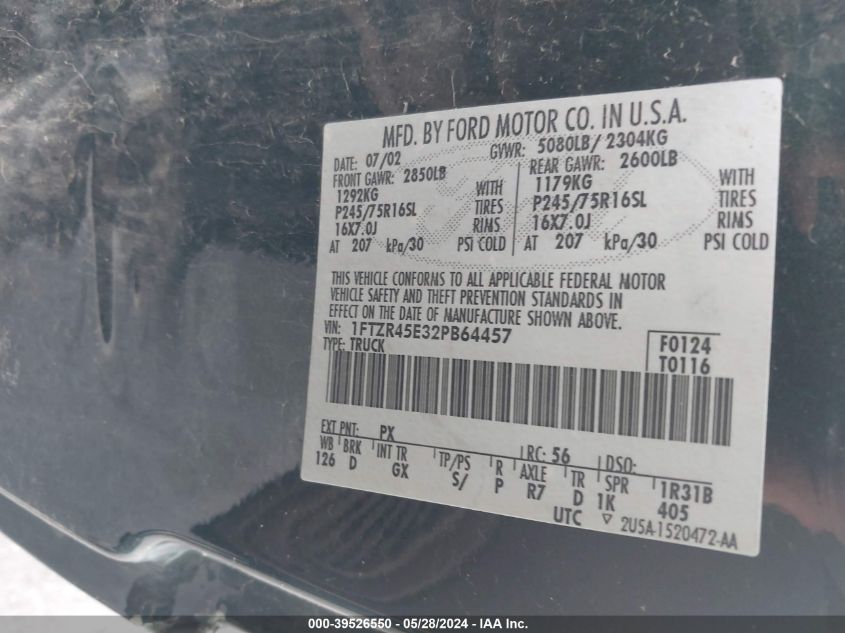 MFD. BY FORD MOTOR CO. IN U.S.A.
DATE: 07/02 GVWR: 5080LB/ 2304KG
FRONT GAWR: 2850LB REAR GAWR: 2600LB
1292KG WITH 1179KG WITH
P245/75R16SL TIRES P245/75R16SL TIRES
16X7.0J RIMS 16X7.0J RIMS
AT 207 kPa/30 PSI COLD AT 207 kPa/30 PSI COLD
THIS VEHICLE CONFORMS TO ALL APPLICABLE FEDERAL MOTOR
VEHICLE SAFETY AND THEFT PREVENTION STANDARDS IN
EFFECT ON THE DATE OF MANUFACTURE SHOWN ABOVE.
VIN: 1FTZR45E32PB64457
TYPE: TRUCK
F0124
T0116
EXT PNT: PX RC: 56 DSO:
WB BRK INT TR TP/PS R AXLE TR SPR 1R31B
126 D GX S/ P R7 D 1K 405
UTC ▽ 2U5A-1520472-AA
000-39526550 - 05/28/2024 - IAA Inc.